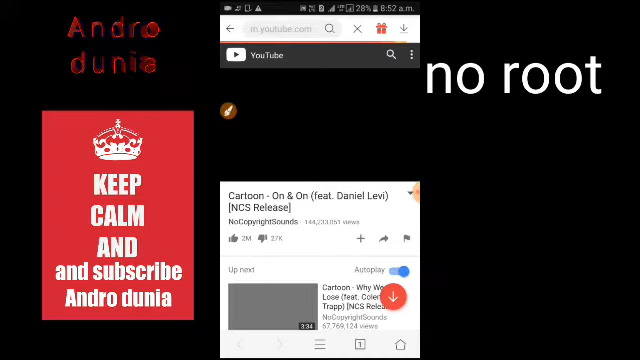 Andro
dunia
KEEP
CALM
AND
and subscribe
Andro dunia
28% 8:52 a.m.
m.youtube.com
YouTube
Cartoon - On & On (feat. Daniel Levi)
[NCS Release]
NoCopyrightSounds - 144,233,051 views
2M 27K
Up next Autoplay
Cartoon - Why We
Lose (feat. Colem
Trapp) [NCS Relea
NoCopyrightSounds
67,769,124 views
3:34
1
no root